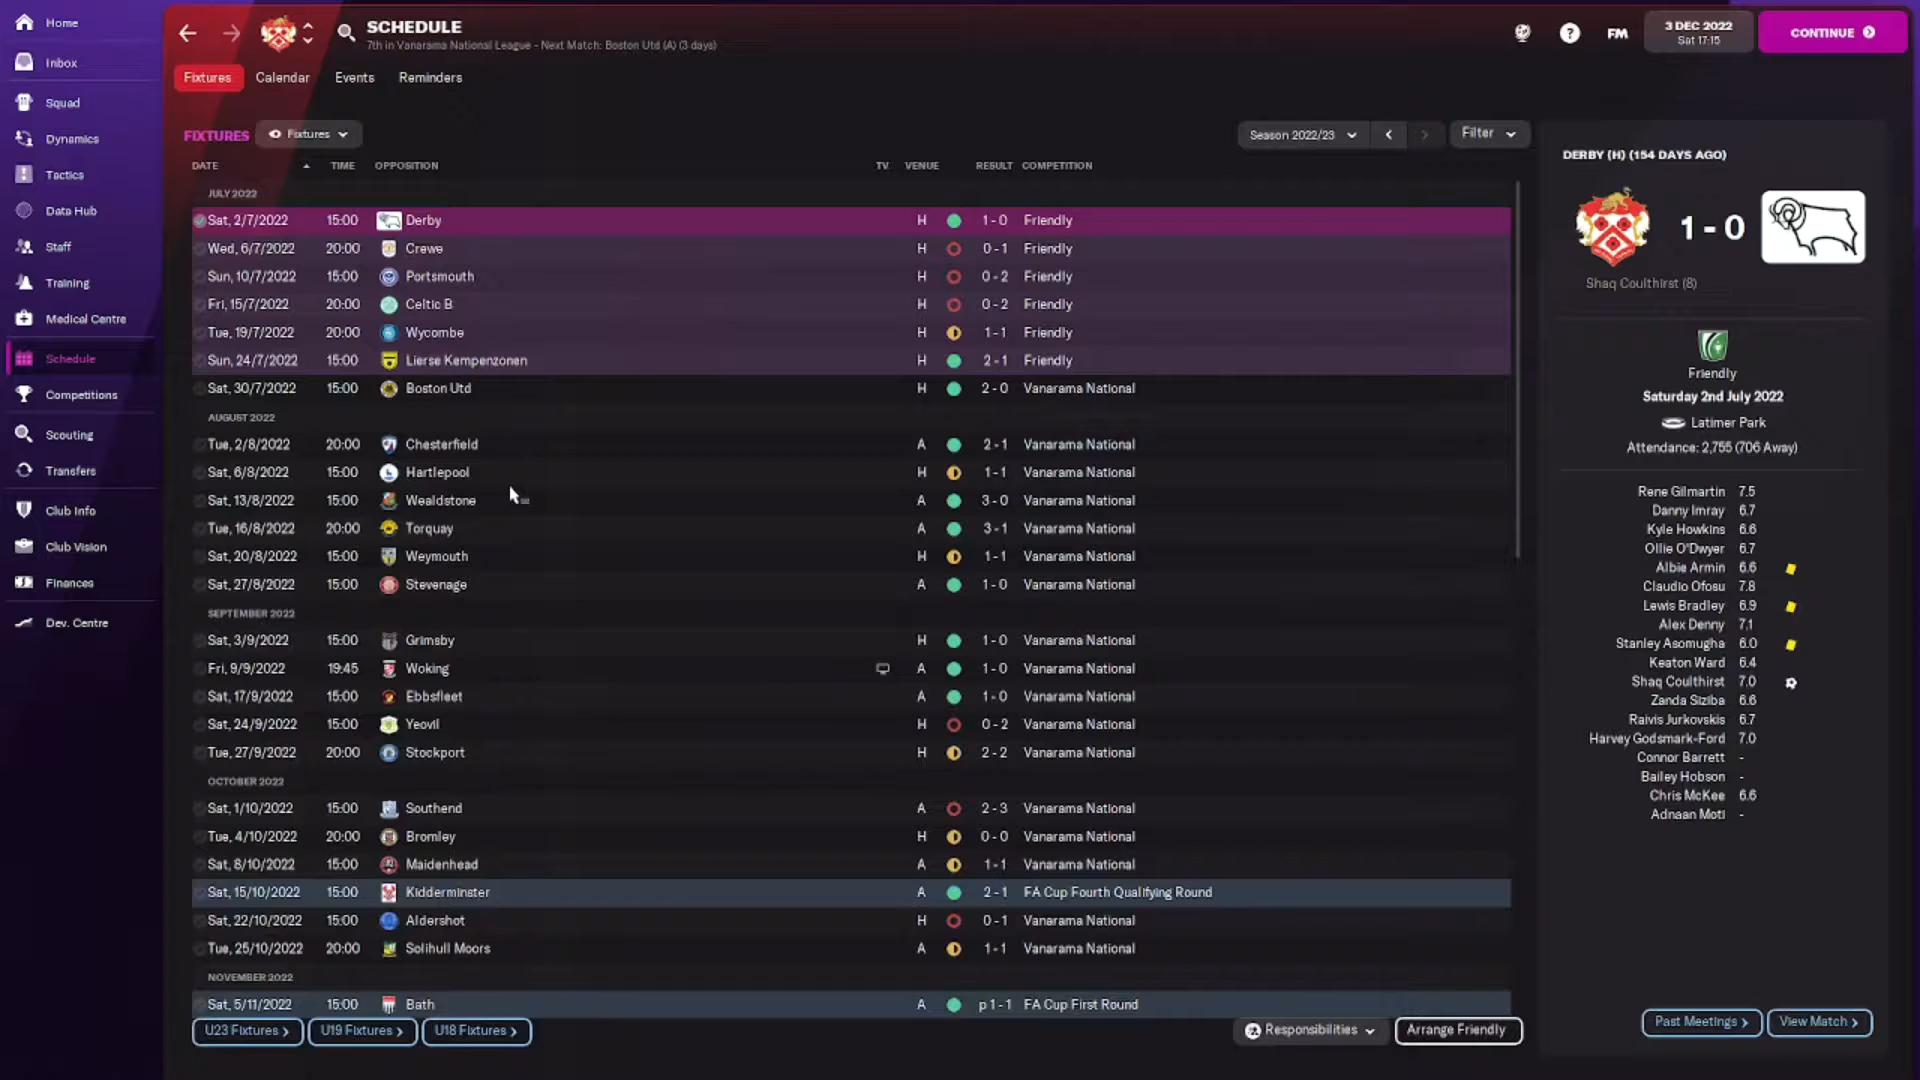 Home
Inbox
Squad
Dynamics
Tactics
Data Hub
Staff
Training
Medical Centre
Schedule
Competitions
Scouting
Transfers
Club Info
Club Vision
Finances
Dev. Centre
SCHEDULE
7th in Vanarama National League - Next Match: Boston Utd (A) (3 days)
FM
3 DEC 2022
Sat 17:15
CONTINUE
Fixtures Calendar Events Reminders
FIXTURES Fixtures Season 2022/23 Filter
DATE TIME OPPOSITION TV VENUE RESULT COMPETITION
JULY 2022
Sat, 2/7/2022 15:00 Derby H 1 - 0 Friendly
Wed, 6/7/2022 20:00 Crewe H 0 - 1 Friendly
Sun, 10/7/2022 15:00 Portsmouth H 0 - 2 Friendly
Fri, 15/7/2022 20:00 Celtic B H 0 - 2 Friendly
Tue, 19/7/2022 20:00 Wycombe H 1 - 1 Friendly
Sun, 24/7/2022 15:00 Lierse Kempenzonen H 2 - 1 Friendly
Sat, 30/7/2022 15:00 Boston Utd H 2 - 0 Vanarama National
AUGUST 2022
Tue, 2/8/2022 20:00 Chesterfield A 2 - 1 Vanarama National
Sat, 6/8/2022 15:00 Hartlepool H 1 - 1 Vanarama National
Sat, 13/8/2022 15:00 Wealdstone A 3 - 0 Vanarama National
Tue, 16/8/2022 20:00 Torquay A 3 - 1 Vanarama National
Sat, 20/8/2022 15:00 Weymouth H 1 - 1 Vanarama National
Sat, 27/8/2022 15:00 Stevenage A 1 - 0 Vanarama National
SEPTEMBER 2022
Sat, 3/9/2022 15:00 Grimsby H 1 - 0 Vanarama National
Fri, 9/9/2022 19:45 Woking A 1 - 0 Vanarama National
Sat, 17/9/2022 15:00 Ebbsfleet A 1 - 0 Vanarama National
Sat, 24/9/2022 15:00 Yeovil H 0 - 2 Vanarama National
Tue, 27/9/2022 20:00 Stockport H 2 - 2 Vanarama National
OCTOBER 2022
Sat, 1/10/2022 15:00 Southend A 2 - 3 Vanarama National
Tue, 4/10/2022 20:00 Bromley H 0 - 0 Vanarama National
Sat, 8/10/2022 15:00 Maidenhead A 1 - 1 Vanarama National
Sat, 15/10/2022 15:00 Kidderminster A 2 - 1 FA Cup Fourth Qualifying Round
Sat, 22/10/2022 15:00 Aldershot H 0 - 1 Vanarama National
Tue, 25/10/2022 20:00 Solihull Moors A 1 - 1 Vanarama National
NOVEMBER 2022
Sat, 5/11/2022 15:00 Bath A p 1 - 1 FA Cup First Round
U23 Fixtures > U19 Fixtures > U18 Fixtures > Responsibilities Arrange Friendly
DERBY (H) (154 DAYS AGO)
1 - 0
Shaq Coulthirst (8)
Friendly
Saturday 2nd July 2022
Latimer Park
Attendance: 2,755 (706 Away)
Rene Gilmartin 7.5
Danny Imray 6.7
Kyle Howkins 6.6
Ollie O'Dwyer 6.7
Albie Armin 6.6
Claudio Ofosu 7.8
Lewis Bradley 6.9
Alex Denny 7.1
Stanley Asomugha 6.0
Keaton Ward 6.4
Shaq Coulthirst 7.0
Zanda Siziba 6.6
Raivis Jurkovskis 6.7
Harvey Godsmark-Ford 7.0
Connor Barrett -
Bailey Hobson -
Chris McKee 6.6
Adnaan Moti -
Past Meetings > View Match >